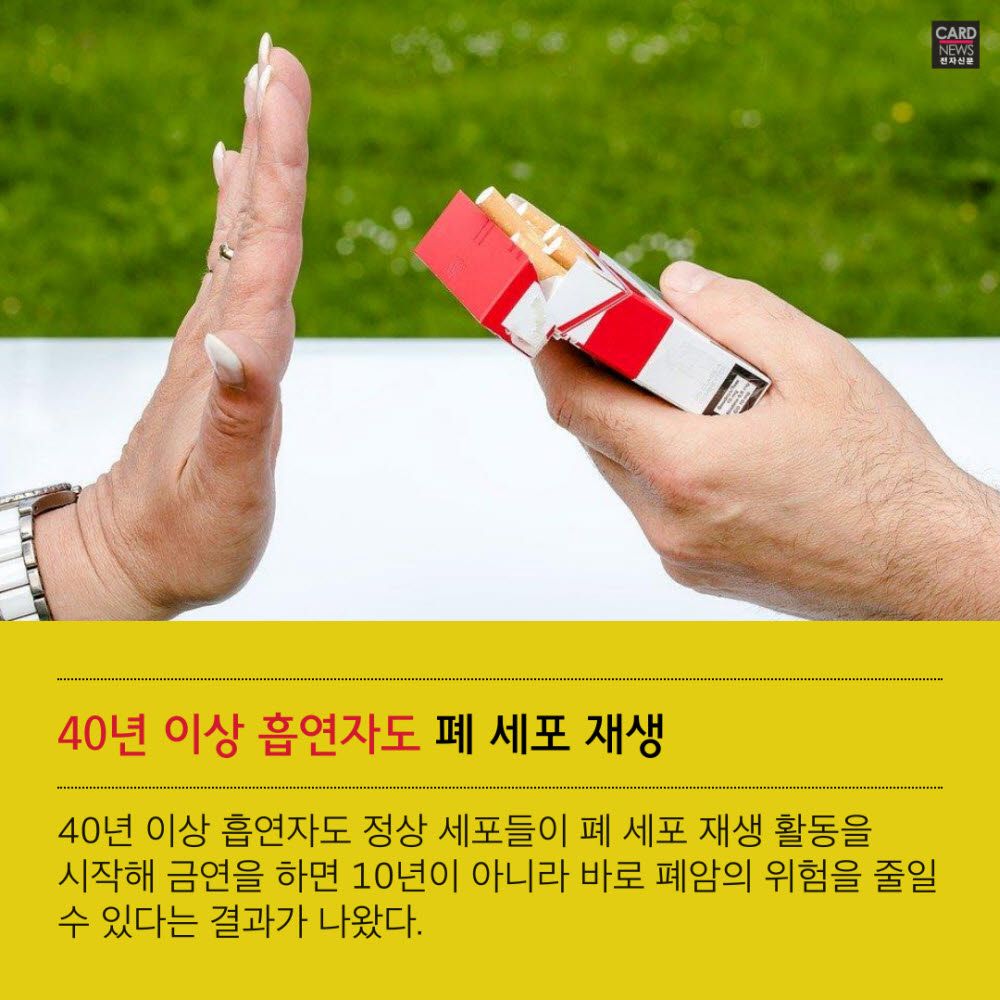 CARD
NEWS
전자신문
40년 이상 흡연자도 폐 세포 재생
40년 이상 흡연자도 정상 세포들이 폐 세포 재생 활동을
시작해 금연을 하면 10년이 아니라 바로 폐암의 위험을 줄일
수 있다는 결과가 나왔다.